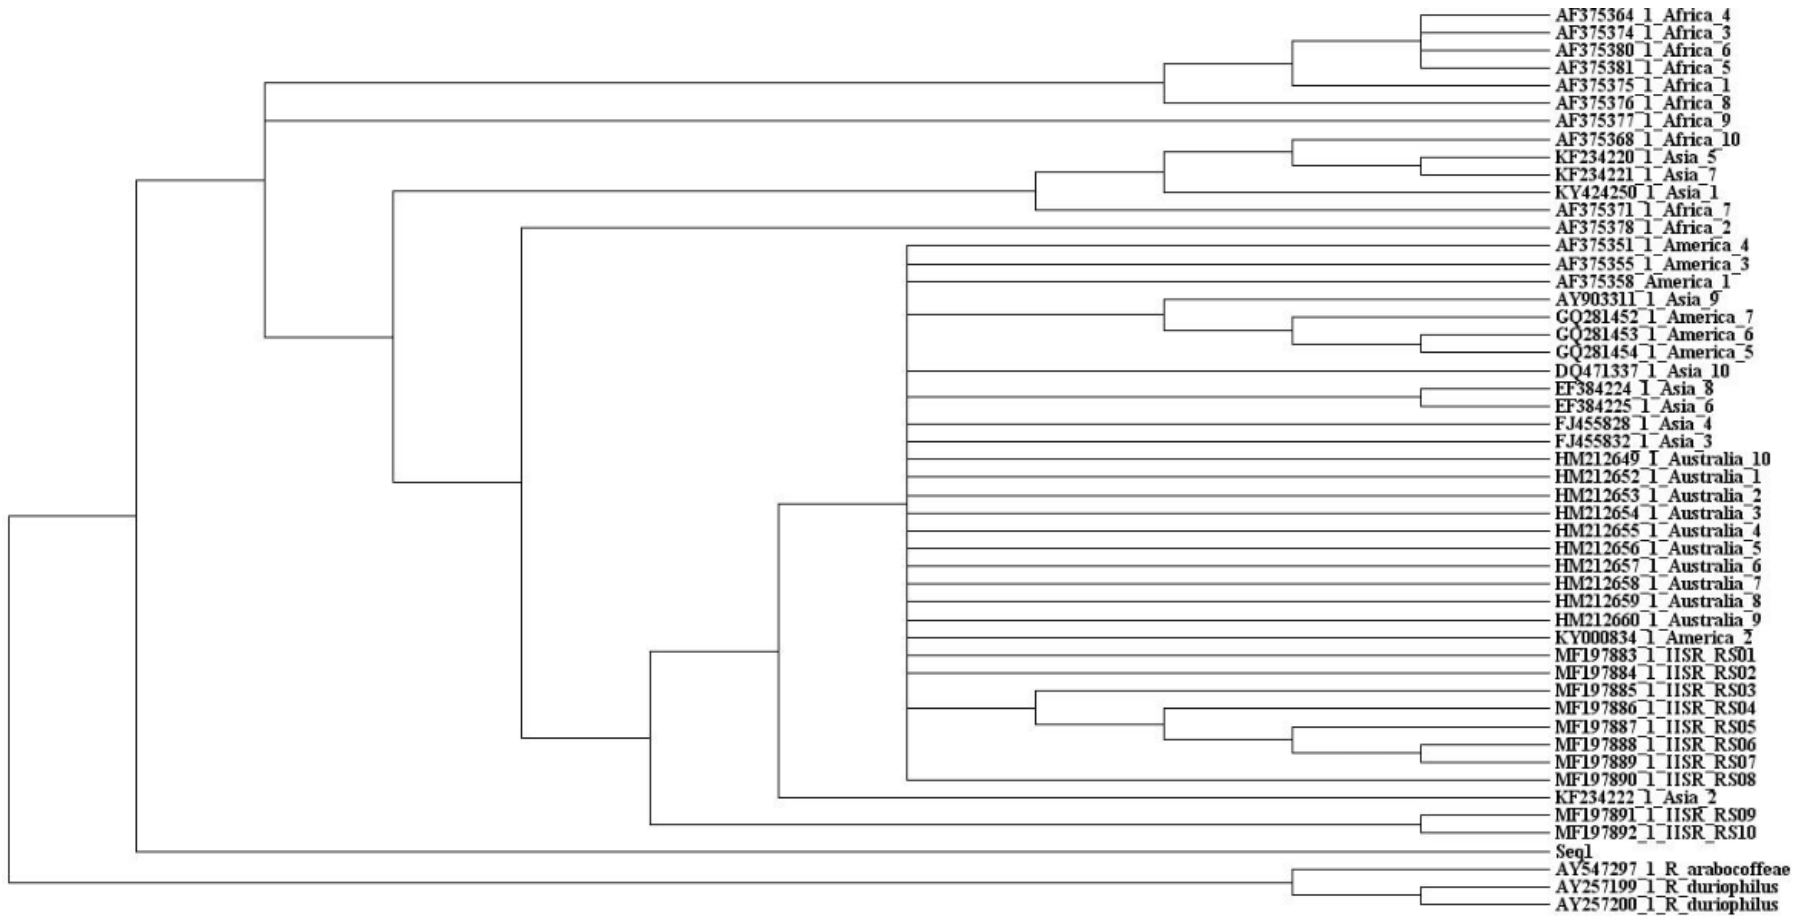 AF375364_1_Africa_4
AF375374_1_Africa_3
AF375380_1_Africa_6
AF375381_1_Africa_5
AF375375_1_Africa_1
AF375376_1_Africa_8
AF375377_1_Africa_9
AF375368_1_Africa_10
KF234220_1_Asia_5
KF234221_1_Asia_7
KY424250_1_Asia_1
AF375371_1_Africa_7
AF375378_1_Africa_2
AF375351_1_America_4
AF375355_1_America_3
AF375358_America_1
AY903311_1_Asia_9
GQ281452_1_America_7
GQ281453_1_America_6
GQ281454_1_America_5
DQ471337_1_Asia_10
EF384224_1_Asia_8
EF384225_1_Asia_6
FJ455828_1_Asia_4
FJ455832_1_Asia_3
HM212649_1_Australia_10
HM212652_1_Australia_1
HM212653_1_Australia_2
HM212654_1_Australia_3
HM212655_1_Australia_4
HM212656_1_Australia_5
HM212657_1_Australia_6
HM212658_1_Australia_7
HM212659_1_Australia_8
HM212660_1_Australia_9
KY000834_1_America_2
MF197883_1_IISR_RS01
MF197884_1_IISR_RS02
MF197885_1_IISR_RS03
MF197886_1_IISR_RS04
MF197887_1_IISR_RS05
MF197888_1_IISR_RS06
MF197889_1_IISR_RS07
MF197890_1_IISR_RS08
KF234222_1_Asia_2
MF197891_1_IISR_RS09
MF197892_1_IISR_RS10
Seq1
AY547297_1_R_arabocoffeae
AY257199_1_R_duriophilus
AY257200_1_R_duriophilus